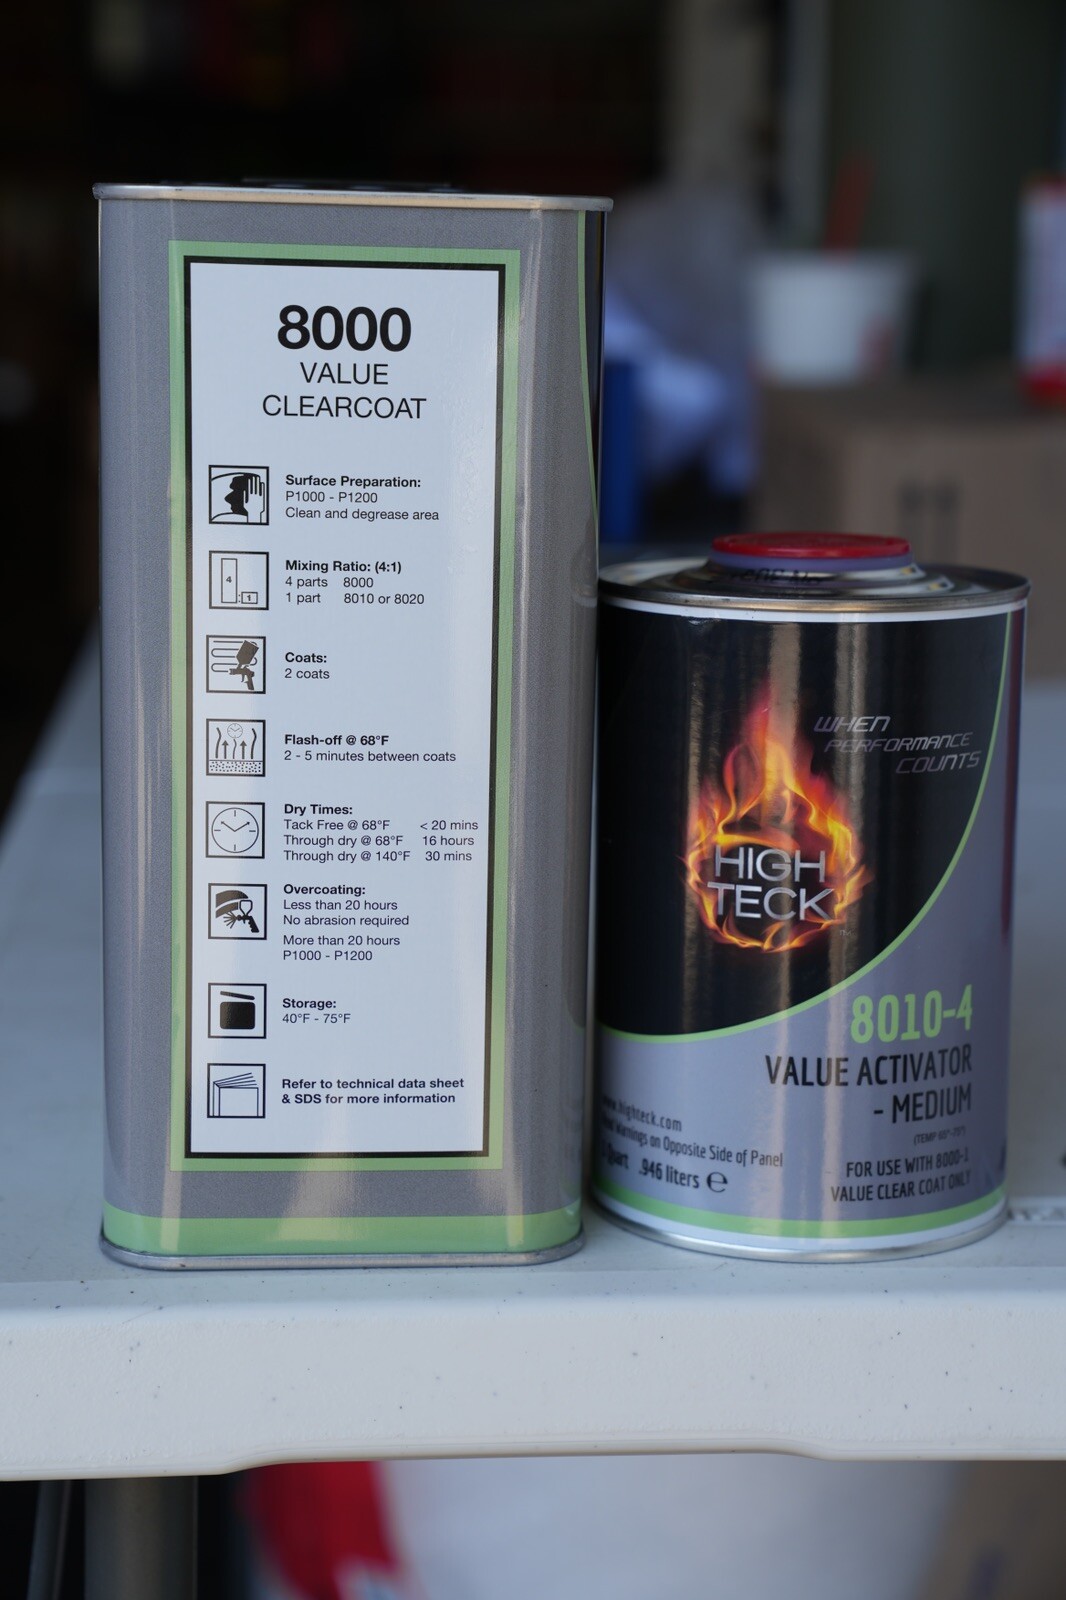 8000
VALUE
CLEARCOAT
Surface Preparation:
P1000 - P1200
Clean and degrease area
4
:1
Mixing Ratio: (4:1)
4 parts 8000
1 part 8010 or 8020
Coats:
2 coats
Flash-off @ 68°F
2 - 5 minutes between coats
Dry Times:
Tack Free @ 68°F < 20 mins
Through dry @ 68°F 16 hours
Through dry @ 140°F 30 mins
Overcoating:
Less than 20 hours
No abrasion required
More than 20 hours
P1000 - P1200
Storage:
40°F - 75°F
Refer to technical data sheet
& SDS for more information
WHEN
PERFORMANCE
COUNTS
HIGH
TECK
TM
8010-4
VALUE ACTIVATOR
- MEDIUM
.highteck.com
Warnings on Opposite Side of Panel
Quart .946 liters e
FOR USE WITH 8000-1
VALUE CLEAR COAT ONLY